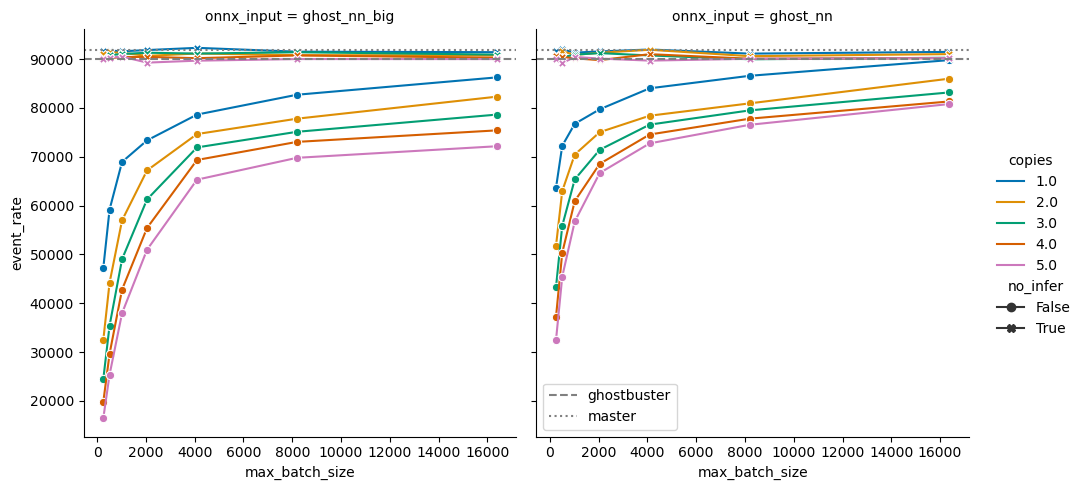 onnx_input = ghost_nn_big
onnx_input = ghost_nn
event_rate
90000
80000
70000
60000
50000
40000
30000
20000
0 2000 4000 6000 8000 10000 12000 14000 16000
max_batch_size
0 2000 4000 6000 8000 10000 12000 14000 16000
max_batch_size
ghostbuster
master
copies
1.0
2.0
3.0
4.0
5.0
no_infer
False
True